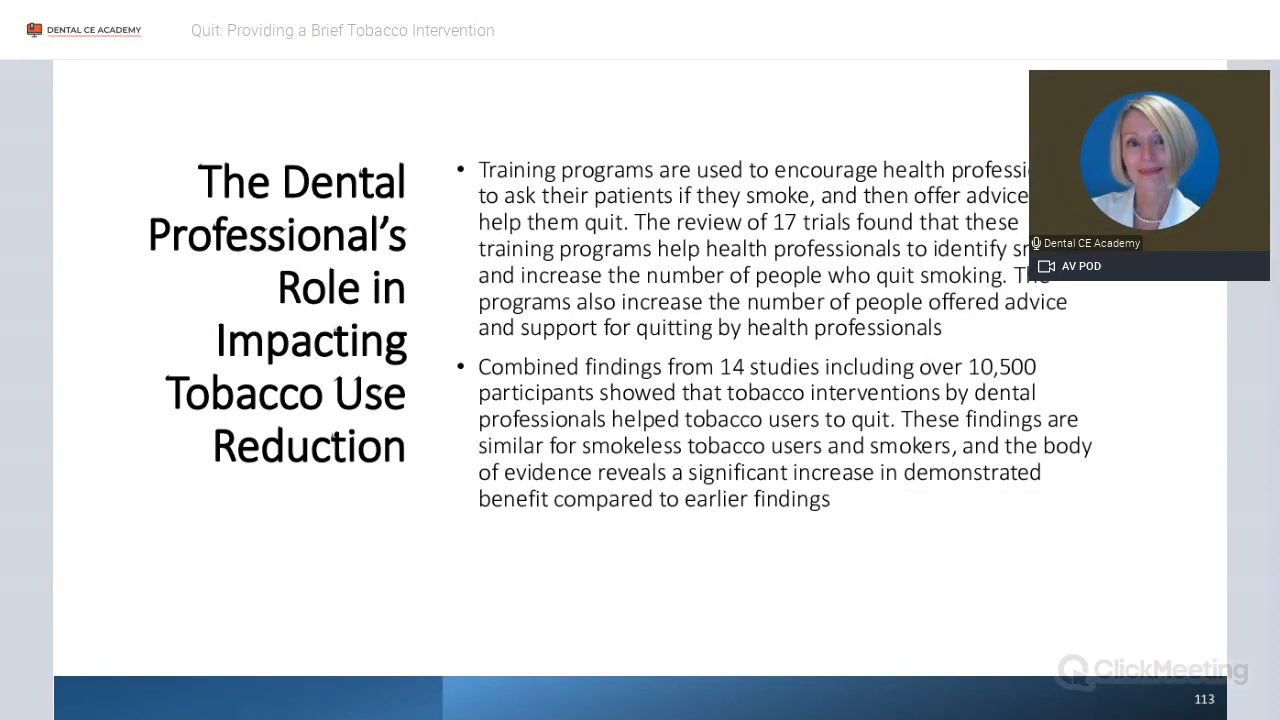 DENTAL CE ACADEMY
Quit: Providing a Brief Tobacco Intervention
The Dental
Professional's
Role in
Impacting
Tobacco Use
Reduction
• Training programs are used to encourage health
to ask their patients if they smoke, and then offer advice
help them quit. The review of 17 trials found that these
training programs help health professionals to identify
and increase the number of people who quit smoking. The
programs also increase the number of people offered advice
and support for quitting by health professionals
• Combined findings from 14 studies including over 10,500
participants showed that tobacco interventions by dental
professionals helped tobacco users to quit. These findings are
similar for smokeless tobacco users and smokers, and the body
of evidence reveals a significant increase in demonstrated
benefit compared to earlier findings
Dental CE Academy
AV POD
ClickMeeting
113